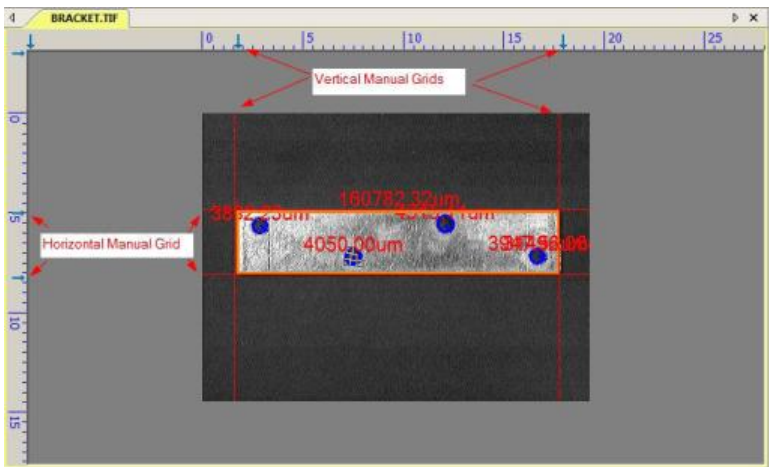 BRACKET.TIF
0 5 10 15 20 25
Vertical Manual Grids
0
160782.32um
5
Horizontal Manual Grid
4050.00um
10
15